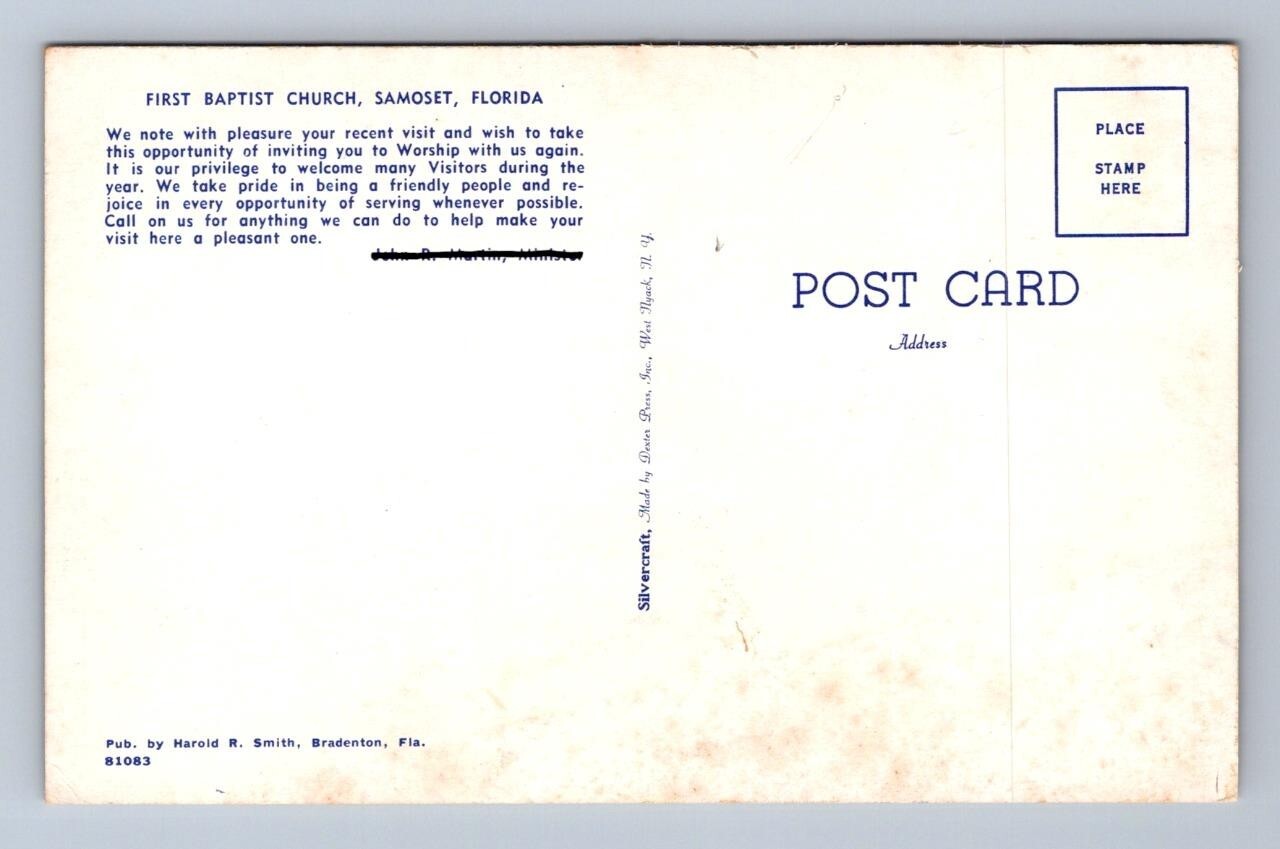 FIRST BAPTIST CHURCH, SAMOSET, FLORIDA
We note with pleasure your recent visit and wish to take
this opportunity of inviting you to Worship with us again.
It is our privilege to welcome many Visitors during the
year. We take pride in being a friendly people and re-
joice in every opportunity of serving whenever possible.
Call on us for anything we can do to help make your
visit here a pleasant one.
John R. Martin, Minister
Pub. by Harold R. Smith, Bradenton, Fla.
81083
Silvercraft, Made by Dexter Press, Inc., West Nyack, N. Y.
PLACE
STAMP
HERE
POST CARD
Address